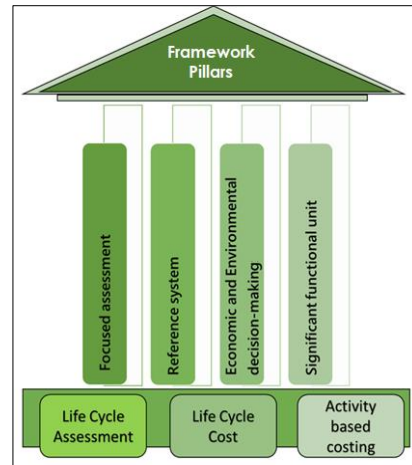 Framework
Pillars
Focused assessment
Reference system
Economic and Environmental
decision-making
Significant functional unit
Life Cycle
Assessment
Life Cycle
Cost
Activity
based
costing